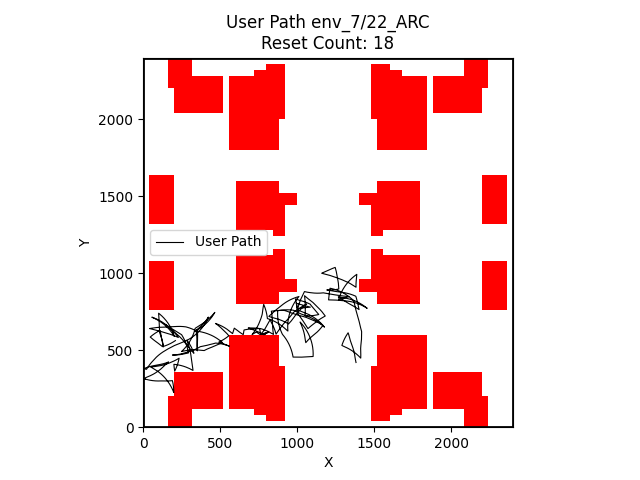 User Path env_7/22_ARC
Reset Count: 18
2000
1500
1000
500
0
Y
User Path
0 500 1000 1500 2000
X